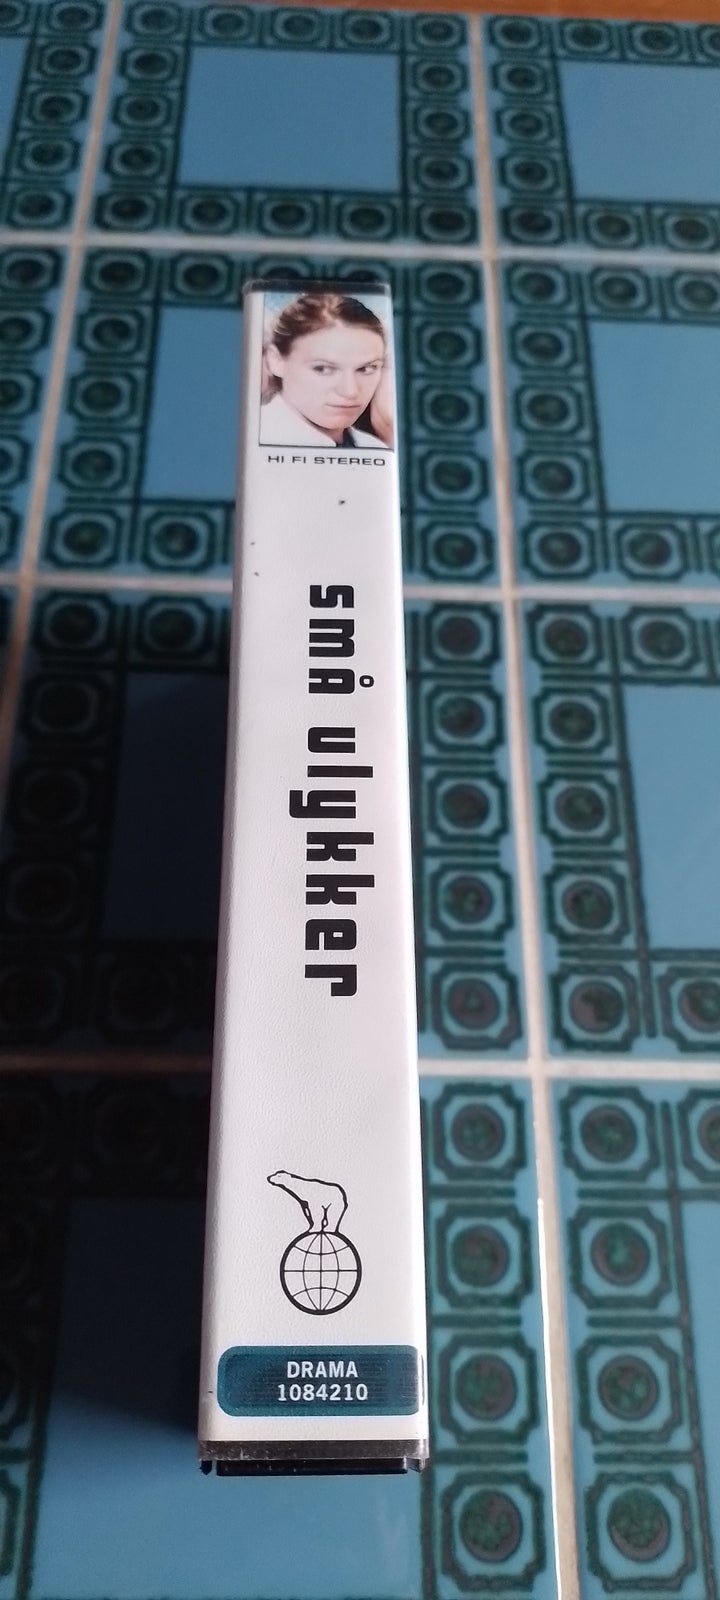 HI FI STEREO
små ulykker
DRAMA
1084210